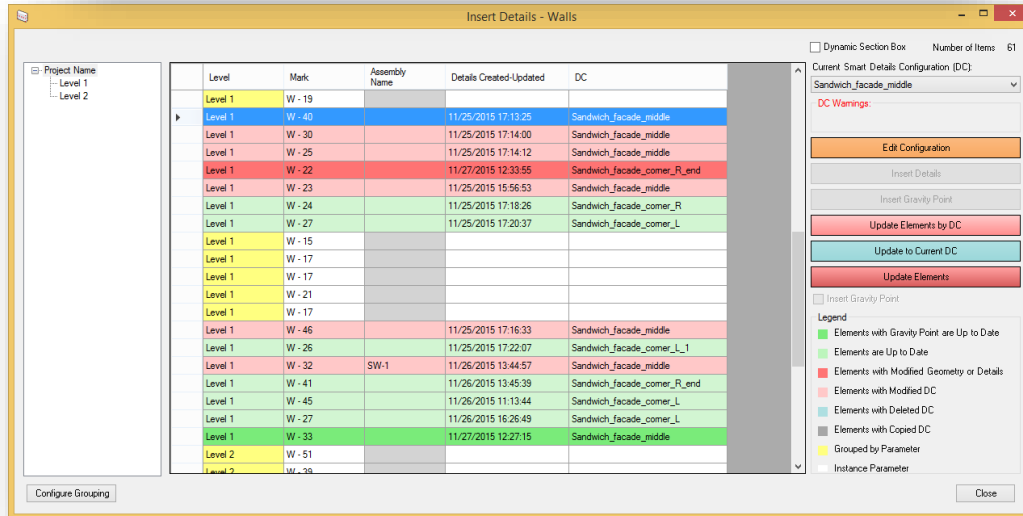 Insert Details - Walls
Dynamic Section Box Number of Items 61
Project Name
Level 1
Level 2
Level Mark Assembly Name Details Created-Updated DC
Level 1 W - 19
Level 1 W - 40 11/25/2015 17:13:25 Sandwich_facade_middle
Level 1 W - 30 11/25/2015 17:14:00 Sandwich_facade_middle
Level 1 W - 25 11/25/2015 17:14:12 Sandwich_facade_middle
Level 1 W - 22 11/27/2015 12:33:55 Sandwich_facade_corner_R_end
Level 1 W - 23 11/25/2015 15:56:53 Sandwich_facade_middle
Level 1 W - 24 11/25/2015 17:18:26 Sandwich_facade_corner_R
Level 1 W - 27 11/25/2015 17:20:37 Sandwich_facade_corner_L
Level 1 W - 15
Level 1 W - 17
Level 1 W - 17
Level 1 W - 21
Level 1 W - 17
Level 1 W - 46 11/25/2015 17:16:33 Sandwich_facade_middle
Level 1 W - 26 11/25/2015 17:22:07 Sandwich_facade_corner_L_1
Level 1 W - 32 SW-1 11/26/2015 13:44:57 Sandwich_facade_middle
Level 1 W - 41 11/26/2015 13:45:39 Sandwich_facade_corner_R_end
Level 1 W - 45 11/26/2015 11:13:44 Sandwich_facade_corner_L
Level 1 W - 27 11/26/2015 16:26:49 Sandwich_facade_corner_L
Level 1 W - 33 11/27/2015 12:27:15 Sandwich_facade_middle
Level 2 W - 51
Level 2 W - 39
Current Smart Details Configuration (DC):
Sandwich_facade_middle
DC Warnings:
Edit Configuration
Insert Details
Insert Gravity Point
Update Elements by DC
Update to Current DC
Update Elements
Insert Gravity Point
Legend
Elements with Gravity Point are Up to Date
Elements are Up to Date
Elements with Modified Geometry or Details
Elements with Modified DC
Elements with Deleted DC
Elements with Copied DC
Grouped by Parameter
Instance Parameter
Configure Grouping
Close